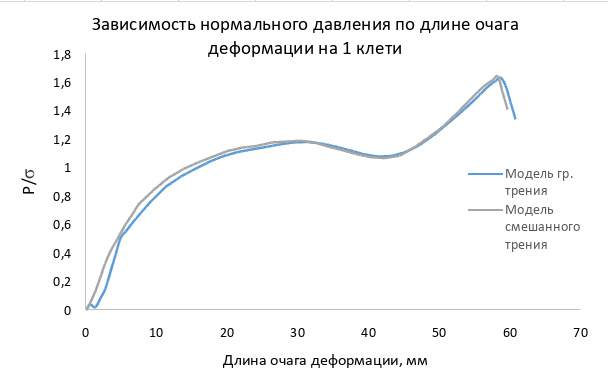 Зависимость нормального давления по длине очага
деформации на 1 клети
1,8
1,6
1,4
1,2
1
0,8
0,6
0,4
0,2
0
P/σ
0 10 20 30 40 50 60 70
Длина очага деформации, мм
Модель гр.
трения
Модель
смешанного
трения